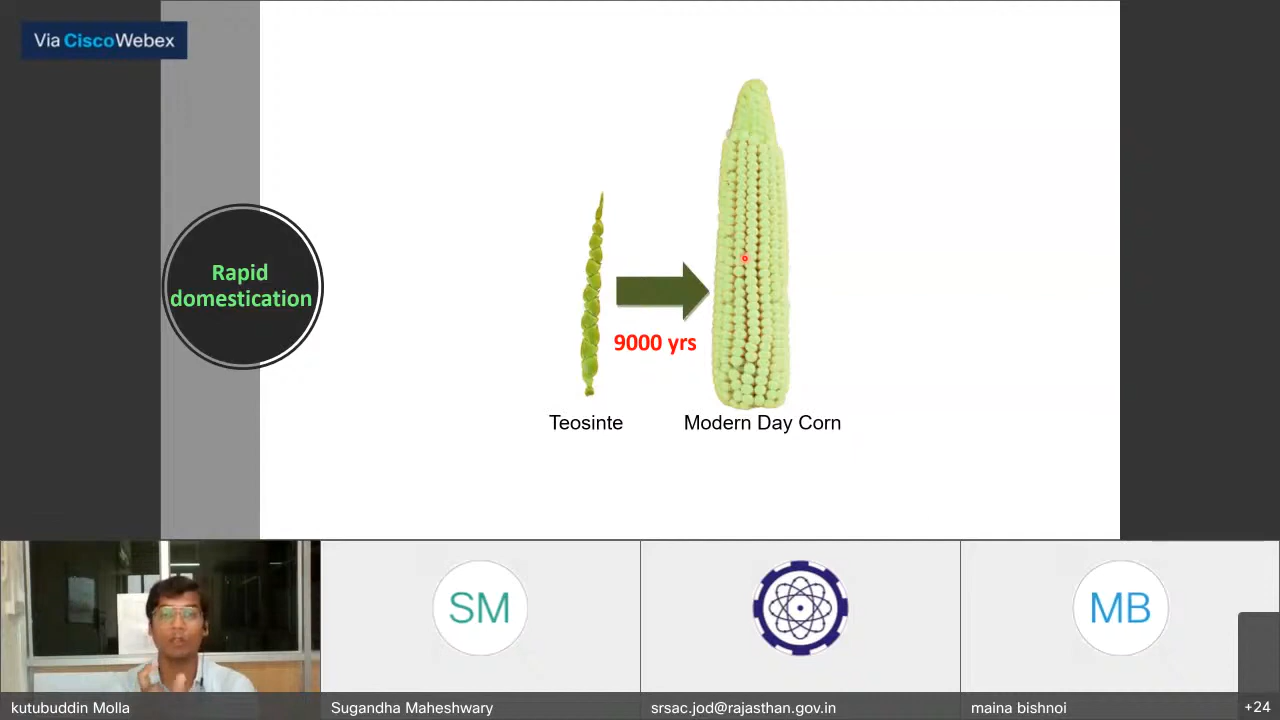 Via CiscoWebex
Rapid
domestication
9000 yrs
Teosinte
Modern Day Corn
SM
MB
kutubuddin Molla
Sugandha Maheshwary
srsac.jod@rajasthan.gov.in
maina bishnoi
+24